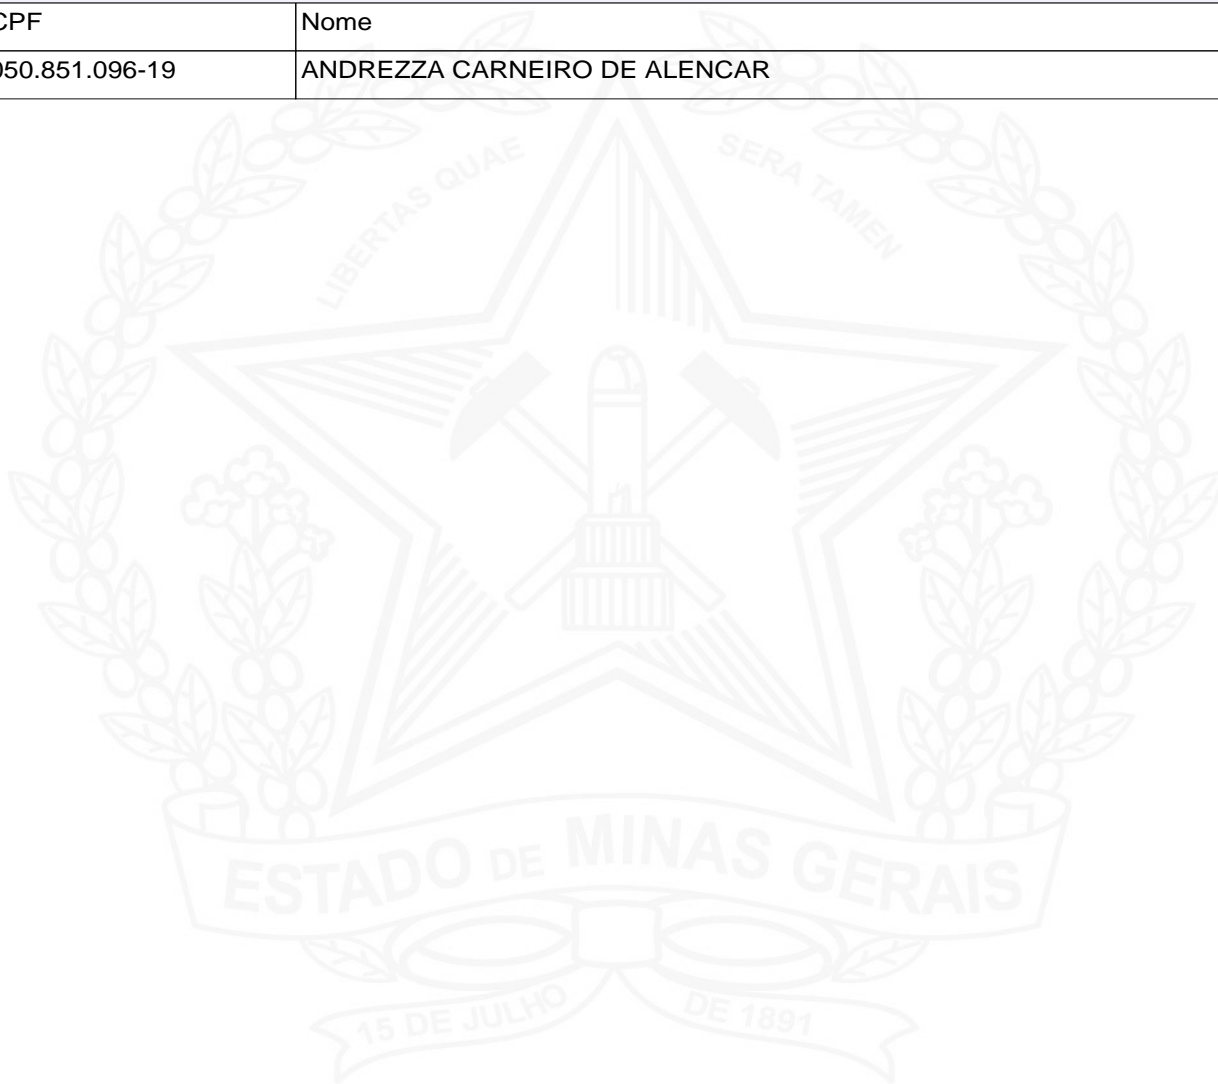 CPF Nome
050.851.096-19 ANDREZZA CARNEIRO DE ALENCAR
LIBERTAS QUAE SERA TAMEN
ESTADO DE MINAS GERAIS
15 DE JULHO DE 1891